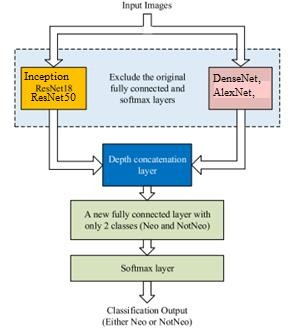 Input Images
Inception
ResNet18
ResNet50
Exclude the original
fully connected and
softmax layers
DenseNet,
AlexNet,
Depth concatenation
layer
A new fully connected layer with
only 2 classes (Neo and NotNeo)
Softmax layer
Classification Output
(Either Neo or NotNeo)